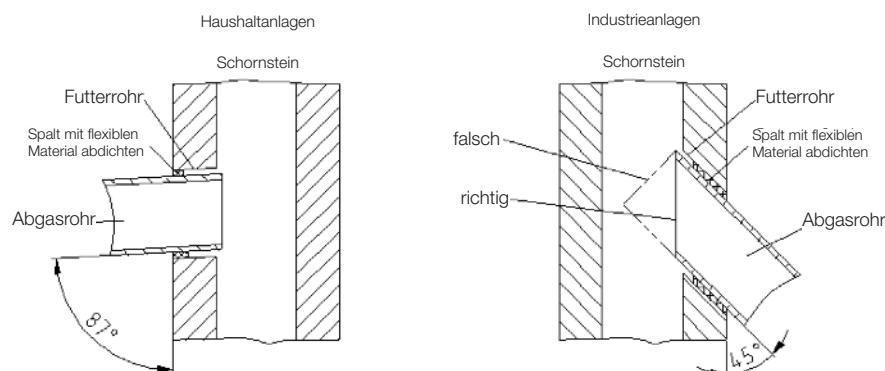 Haushaltanlagen
Schornstein
Futterrohr
Spalt mit flexiblen
Material abdichten
Abgasrohr
87°
Industrieanlagen
Schornstein
Futterrohr
Spalt mit flexiblen
Material abdichten
falsch
richtig
Abgasrohr
45°